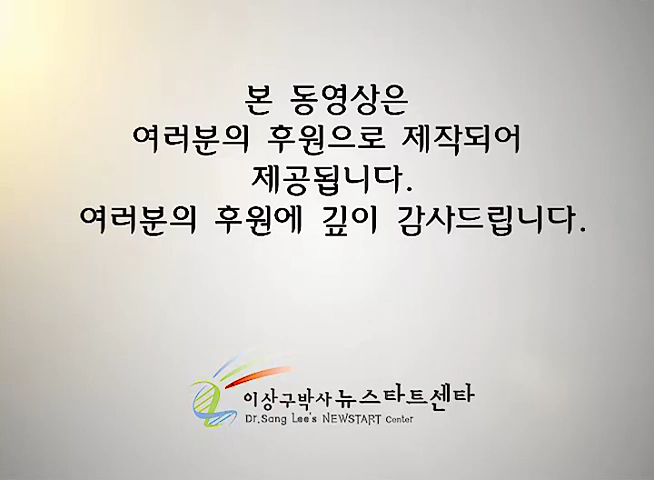 본 동영상은
여러분의 후원으로 제작되어
제공됩니다.
여러분의 후원에 깊이 감사드립니다.
이상구박사 뉴스타트센타
Dr.Sang Lee's NEWSTART Center